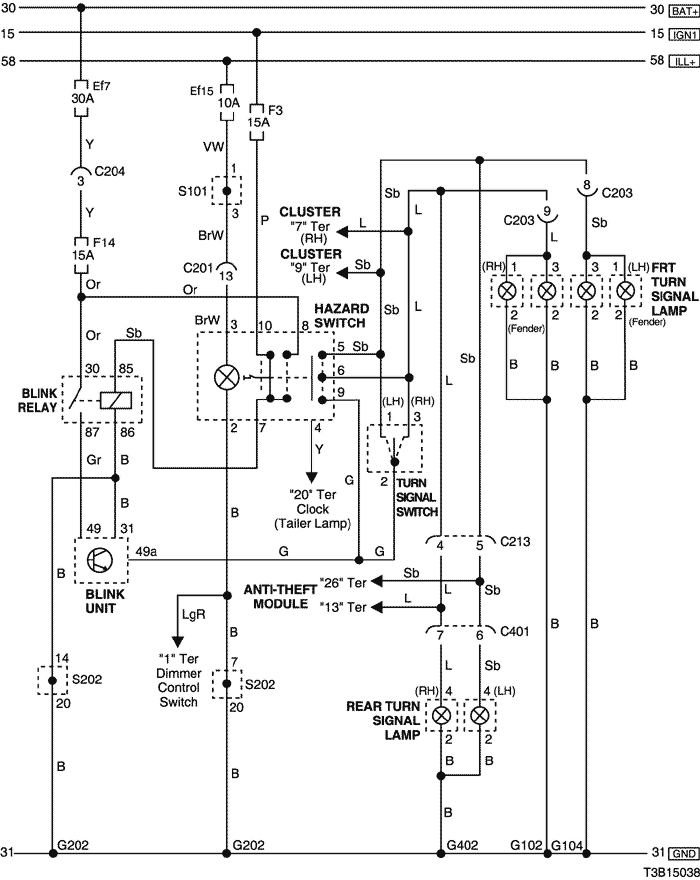 30 30 BAT+
15 15 IGN1
58 58 ILL+
Ef7
30A
Ef15
10A
F3
15A
Y
VW
C204
3
1
S101
3
Y
BrW
P
F14
15A
C201
13
Or
Or
BrW
Sb
L
CLUSTER
"7" Ter
(RH)
L
CLUSTER
"9" Ter
(LH)
Sb
8
C203
9
C203
Sb
L
(RH) 1 3 3 1 (LH)
FRT
TURN
SIGNAL
LAMP
2 2 2 2
(Fender) (Fender)
B B B B
HAZARD
SWITCH
3 10 8
5 Sb
6
9
2 7 4
Sb
L
Or
Sb
30 85
BLINK
RELAY
87 86
Gr B
B
49 31
49a
BLINK
UNIT
G G
Y
"20" Ter
Clock
(Tailer Lamp)
G
(LH) (RH)
1 3
2
TURN
SIGNAL
SWITCH
L
Sb
B
B
4 5 C213
ANTI-THEFT
MODULE
"26" Ter Sb
"13" Ter L
L
Sb
7 6 C401
LgR
B
"1" Ter
Dimmer
Control
Switch
14
S202
20
7
S202
20
L
Sb
B B
(RH) 4 4 (LH)
REAR TURN
SIGNAL
LAMP
2 2
B B
B
B
B
G202 G202 G402 G102 G104
31 31 GND
T3B15036